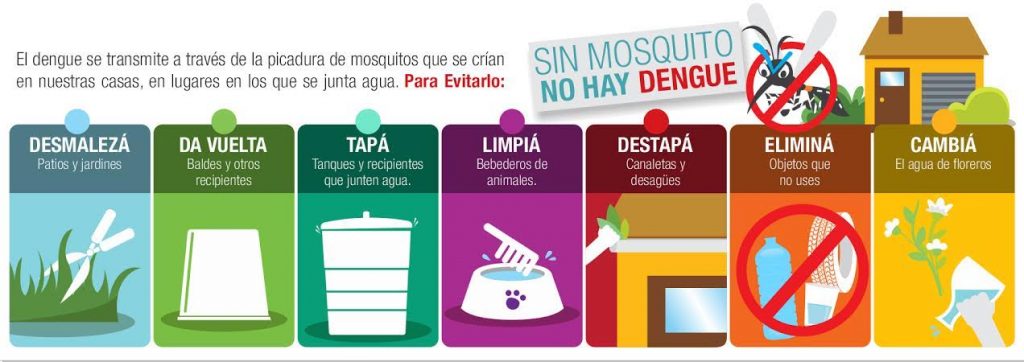 El dengue se transmite a través de la picadura de mosquitos que se crían
en nuestras casas, en lugares en los que se junta agua. Para Evitarlo:
SIN MOSQUITO
NO HAY DENGUE
DESMALEZÁ
Patios y jardines
DA VUELTA
Baldes y otros
recipientes
TAPÁ
Tanques y recipientes
que junten agua.
LIMPIÁ
Bebederos de
animales.
DESTAPÁ
Canaletas y
desagües
ELIMINÁ
Objetos que
no uses
CAMBIÁ
El agua de floreros